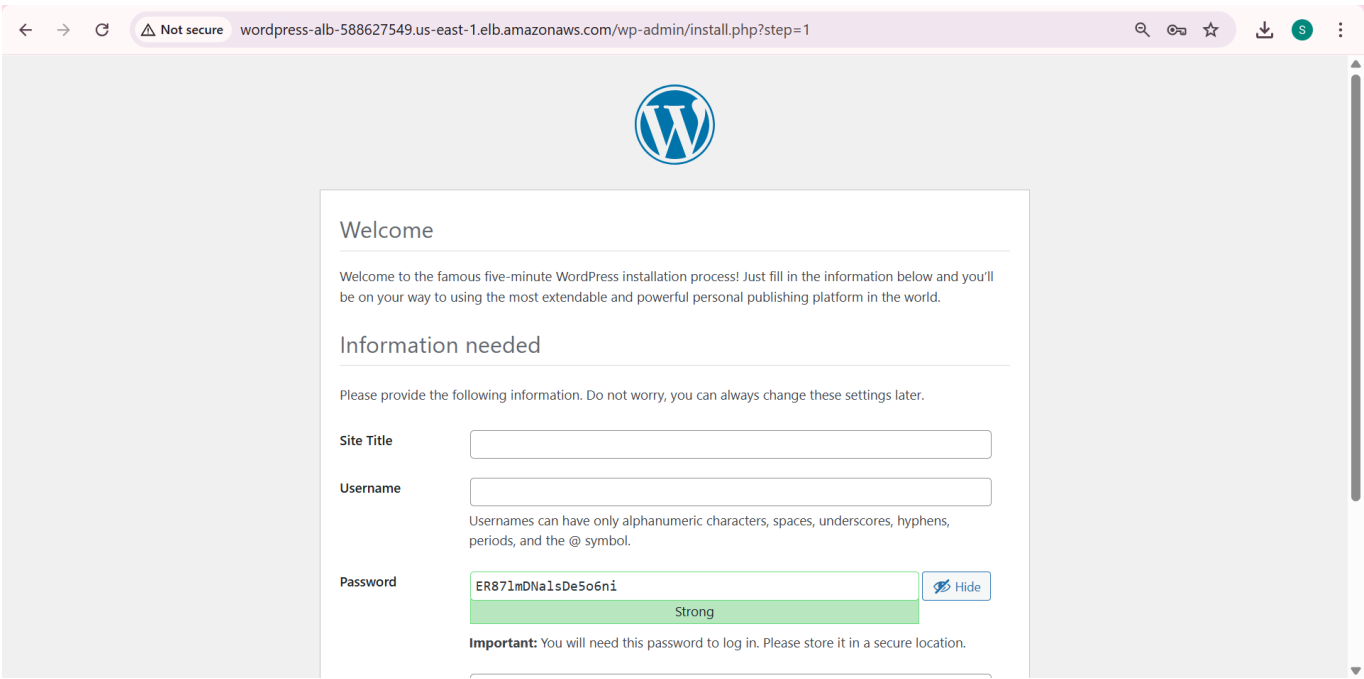 Not secure wordpress-alb-588627549.us-east-1.elb.amazonaws.com/wp-admin/install.php?step=1
S
Welcome
Welcome to the famous five-minute WordPress installation process! Just fill in the information below and you'll
be on your way to using the most extendable and powerful personal publishing platform in the world.
Information needed
Please provide the following information. Do not worry, you can always change these settings later.
Site Title
Username
Usernames can have only alphanumeric characters, spaces, underscores, hyphens,
periods, and the @ symbol.
Password ER87lmDNalsDe5o6ni Hide
Strong
Important: You will need this password to log in. Please store it in a secure location.